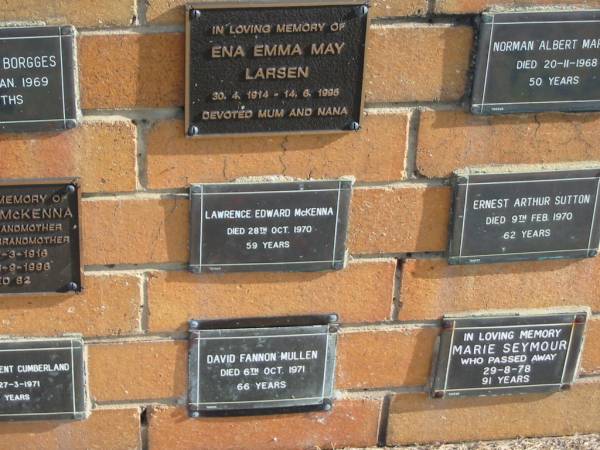 BORGGES
AN. 1969
THS
IN LOVING MEMORY OF
ENA EMMA MAY
LARSEN
30. 4. 1914 - 14. 6. 1995
DEVOTED MUM AND NANA
NORMAN ALBERT MAR
DIED 20-11-1968
50 YEARS
MEMORY OF
McKENNA
ANDMOTHER
RANDMOTHER
-3-1916
-9-1998
ED 82
LAWRENCE EDWARD McKENNA
DIED 28TH OCT. 1970
59 YEARS
ERNEST ARTHUR SUTTON
DIED 9TH FEB. 1970
62 YEARS
ENT CUMBERLAND
27-3-1971
YEARS
DAVID FANNON MULLEN
DIED 6TH OCT. 1971
66 YEARS
IN LOVING MEMORY
MARIE SEYMOUR
WHO PASSED AWAY
29-8-78
91 YEARS